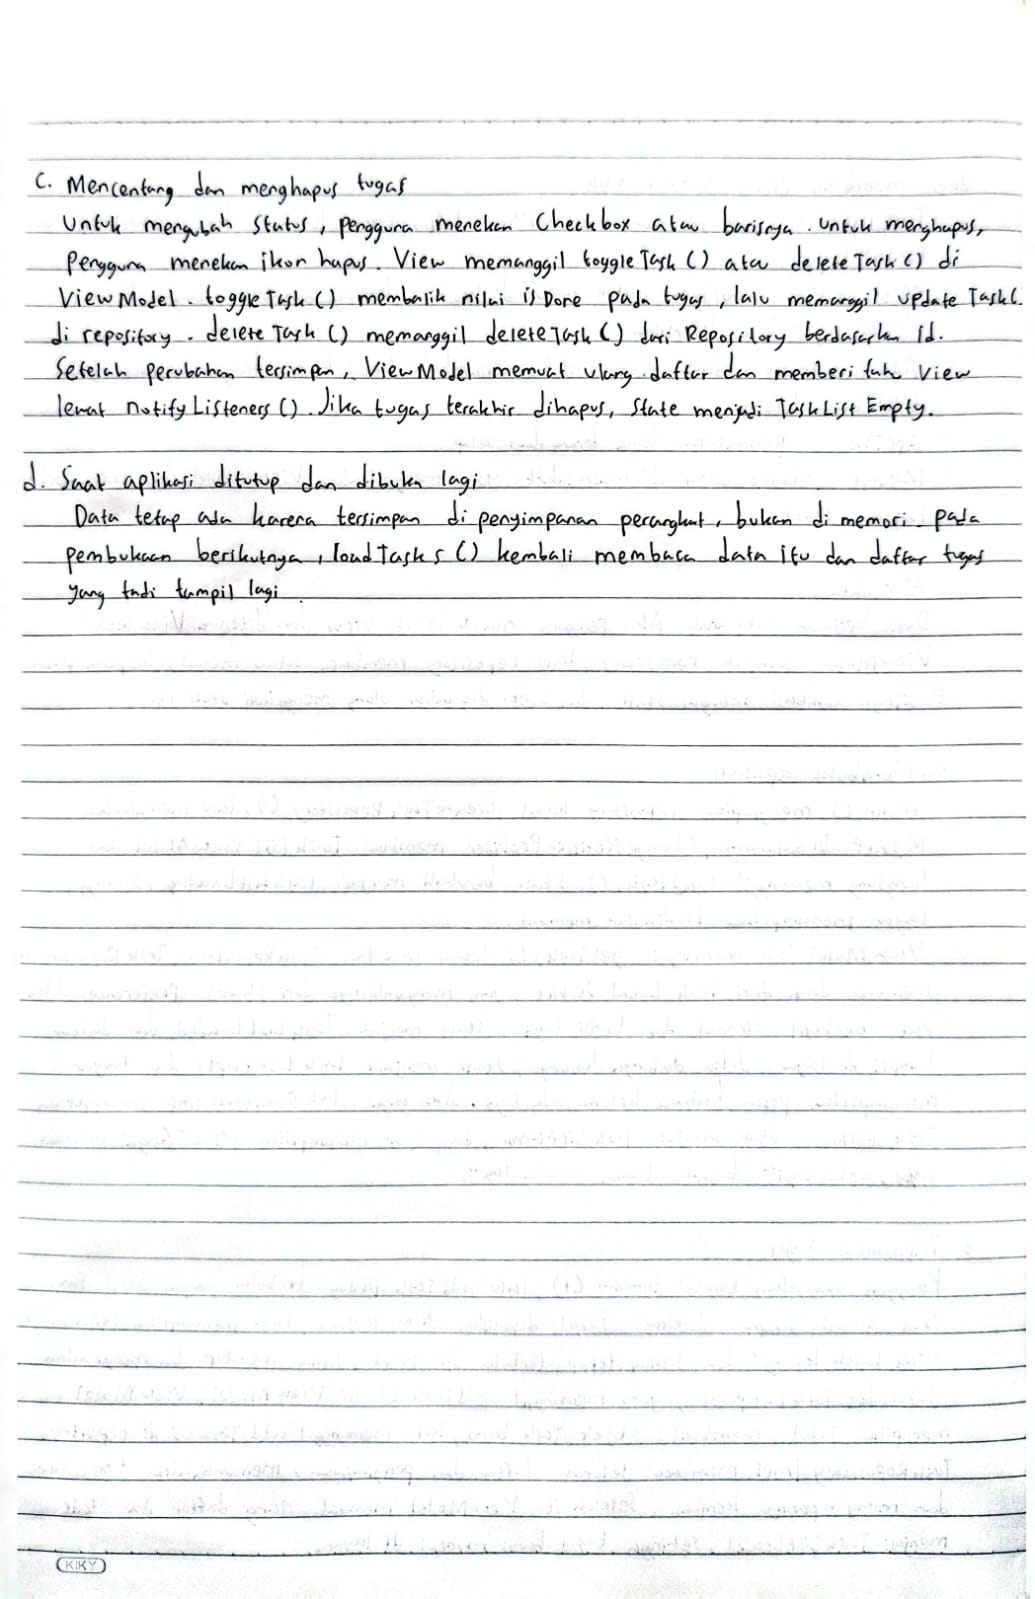 C. Mencentang dan menghapus tugas
Untuk mengubah Status, pengguna menekan Checkbox atau barisnya. Untuk menghapus,
pengguna menekan ikon hapus. View memanggil toggleTask () atau deleteTask () di
ViewModel. toggleTask () membalik nilai isDone pada tugas, lalu memanggil updateTask(
di repository. deleteTask () memanggil deleteTask () dari Repository berdasarkan id.
Setelah perubahan tersimpan, ViewModel memuat ulang daftar dan memberi tahu View
lewat notifyListeners (). Jika tugas terakhir dihapus, State menjadi TaskListEmpty.
d. Saat aplikasi ditutup dan dibuka lagi
Data tetap ada karena tersimpan di penyimpanan perangkat, bukan di memori. pada
pembukaan berikutnya, loadTasks () kembali membaca data itu dan daftar tugas
yang tadi tampil lagi.
KIKY